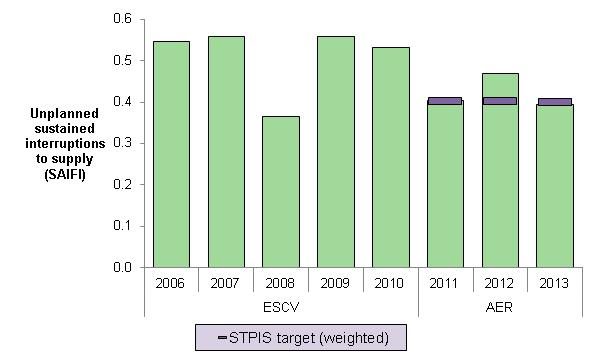 0.6
0.5
0.4
0.3
0.2
0.1
0.0
Unplanned
sustained
interruptions
to supply
(SAIFI)
2006 2007 2008 2009 2010 2011 2012 2013
ESCV AER
STPIS target (weighted)